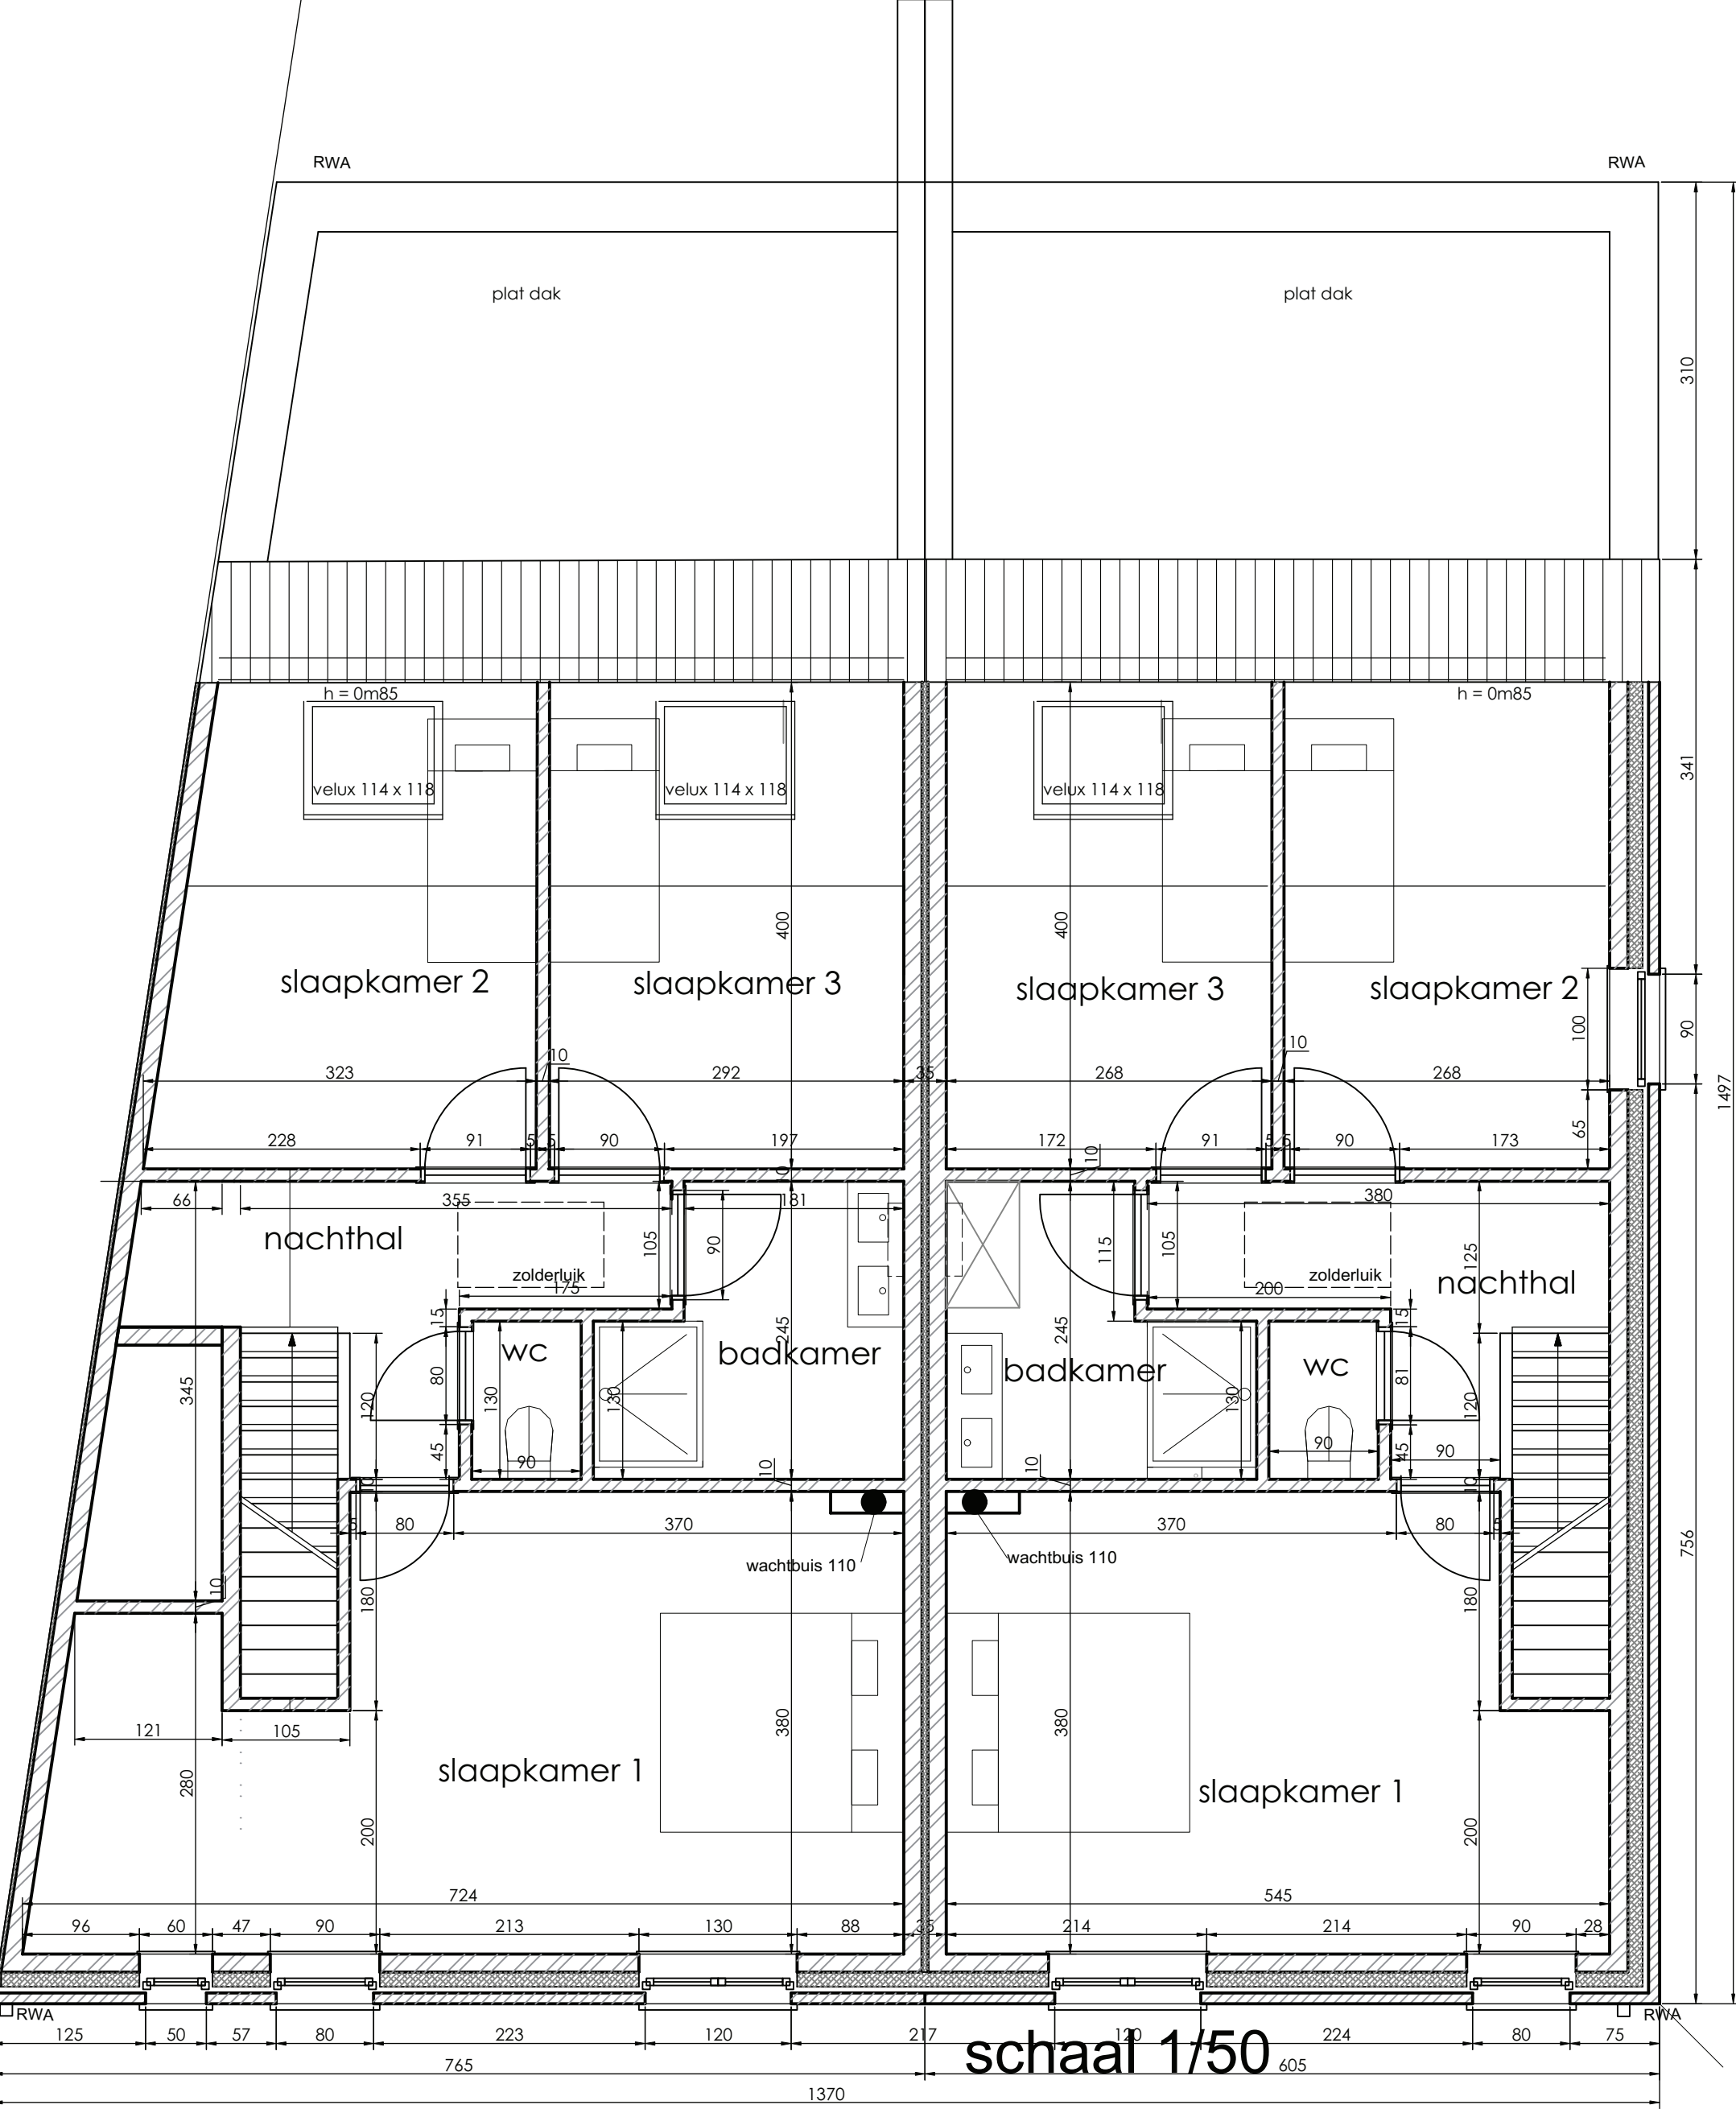 RWA RWA
plat dak plat dak
310
h = 0m85 h = 0m85
341
velux 114 x 118 velux 114 x 118 velux 114 x 118
400 400
slaapkamer 2 slaapkamer 3 slaapkamer 3 slaapkamer 2
100 90
10 10
323 292 35 268 268
1497
228 91 5 5 90 197 172 91 5 5 90 173 65
10 10
66 355 181 380
nachthal 105 90 115 105 125 nachthal
zolderluik zolderluik
175 200
15 15
WC badkamer 245 245 badkamer WC
345 120 80 130 130 130 81 120
45 90 90 45 90
10 10 10 10
5 80 370 370 80 5
756
wachtbuis 110 wachtbuis 110
10 180 180
121 105
380 380
slaapkamer 1 slaapkamer 1
280 200 200
724 545
96 60 47 90 213 130 88 35 214 214 90 28
RWA RWA
125 50 57 80 223 120 217 120 224 80 75
schaal 1/50
765 605
1370